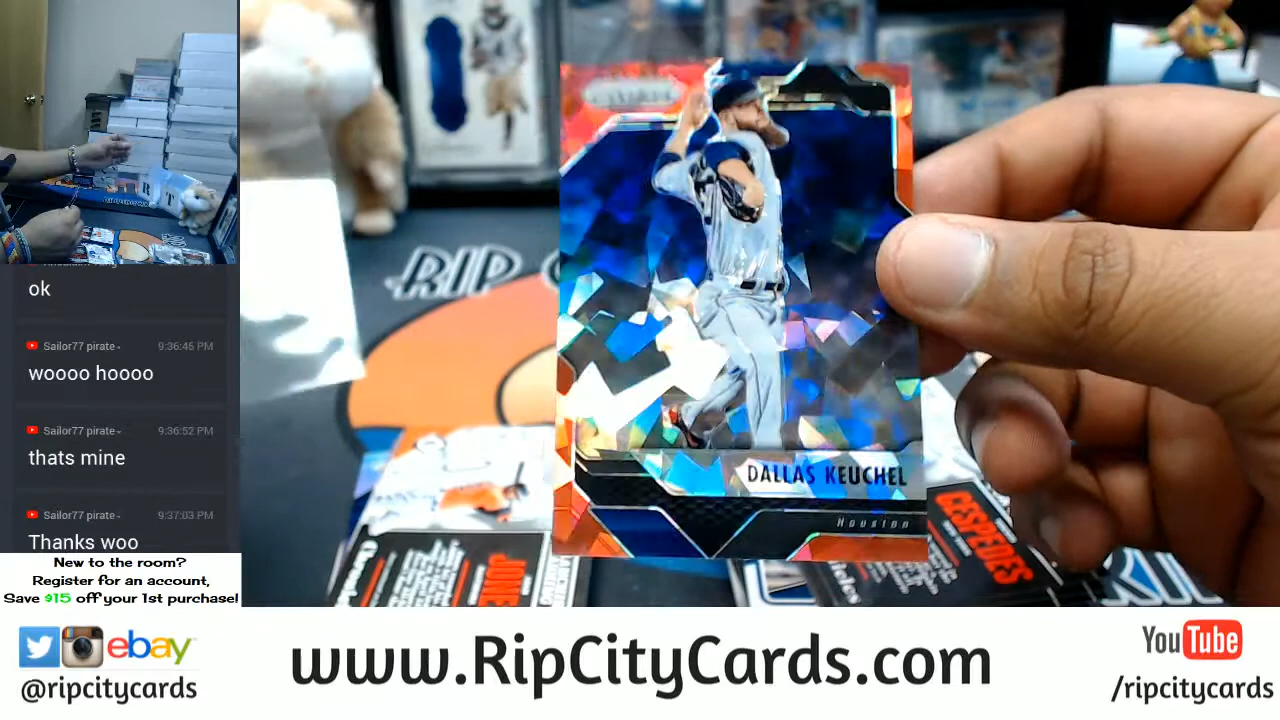 ok
Sailor77 pirate-
9:36:45 PM
woooo hoooo
Sailor77 pirate-
9:36:52 PM
thats mine
Sailor77 pirate-
9:37:03 PM
Thanks woo
New to the room?
Register for an account,
Save $15 off your 1st purchase!
R
T
RIP
DALLAS KEUCHEL
Houston
CESPEDES
ebay
@ripcitycards
www.RipCityCards.com
YouTube
/ripcitycards